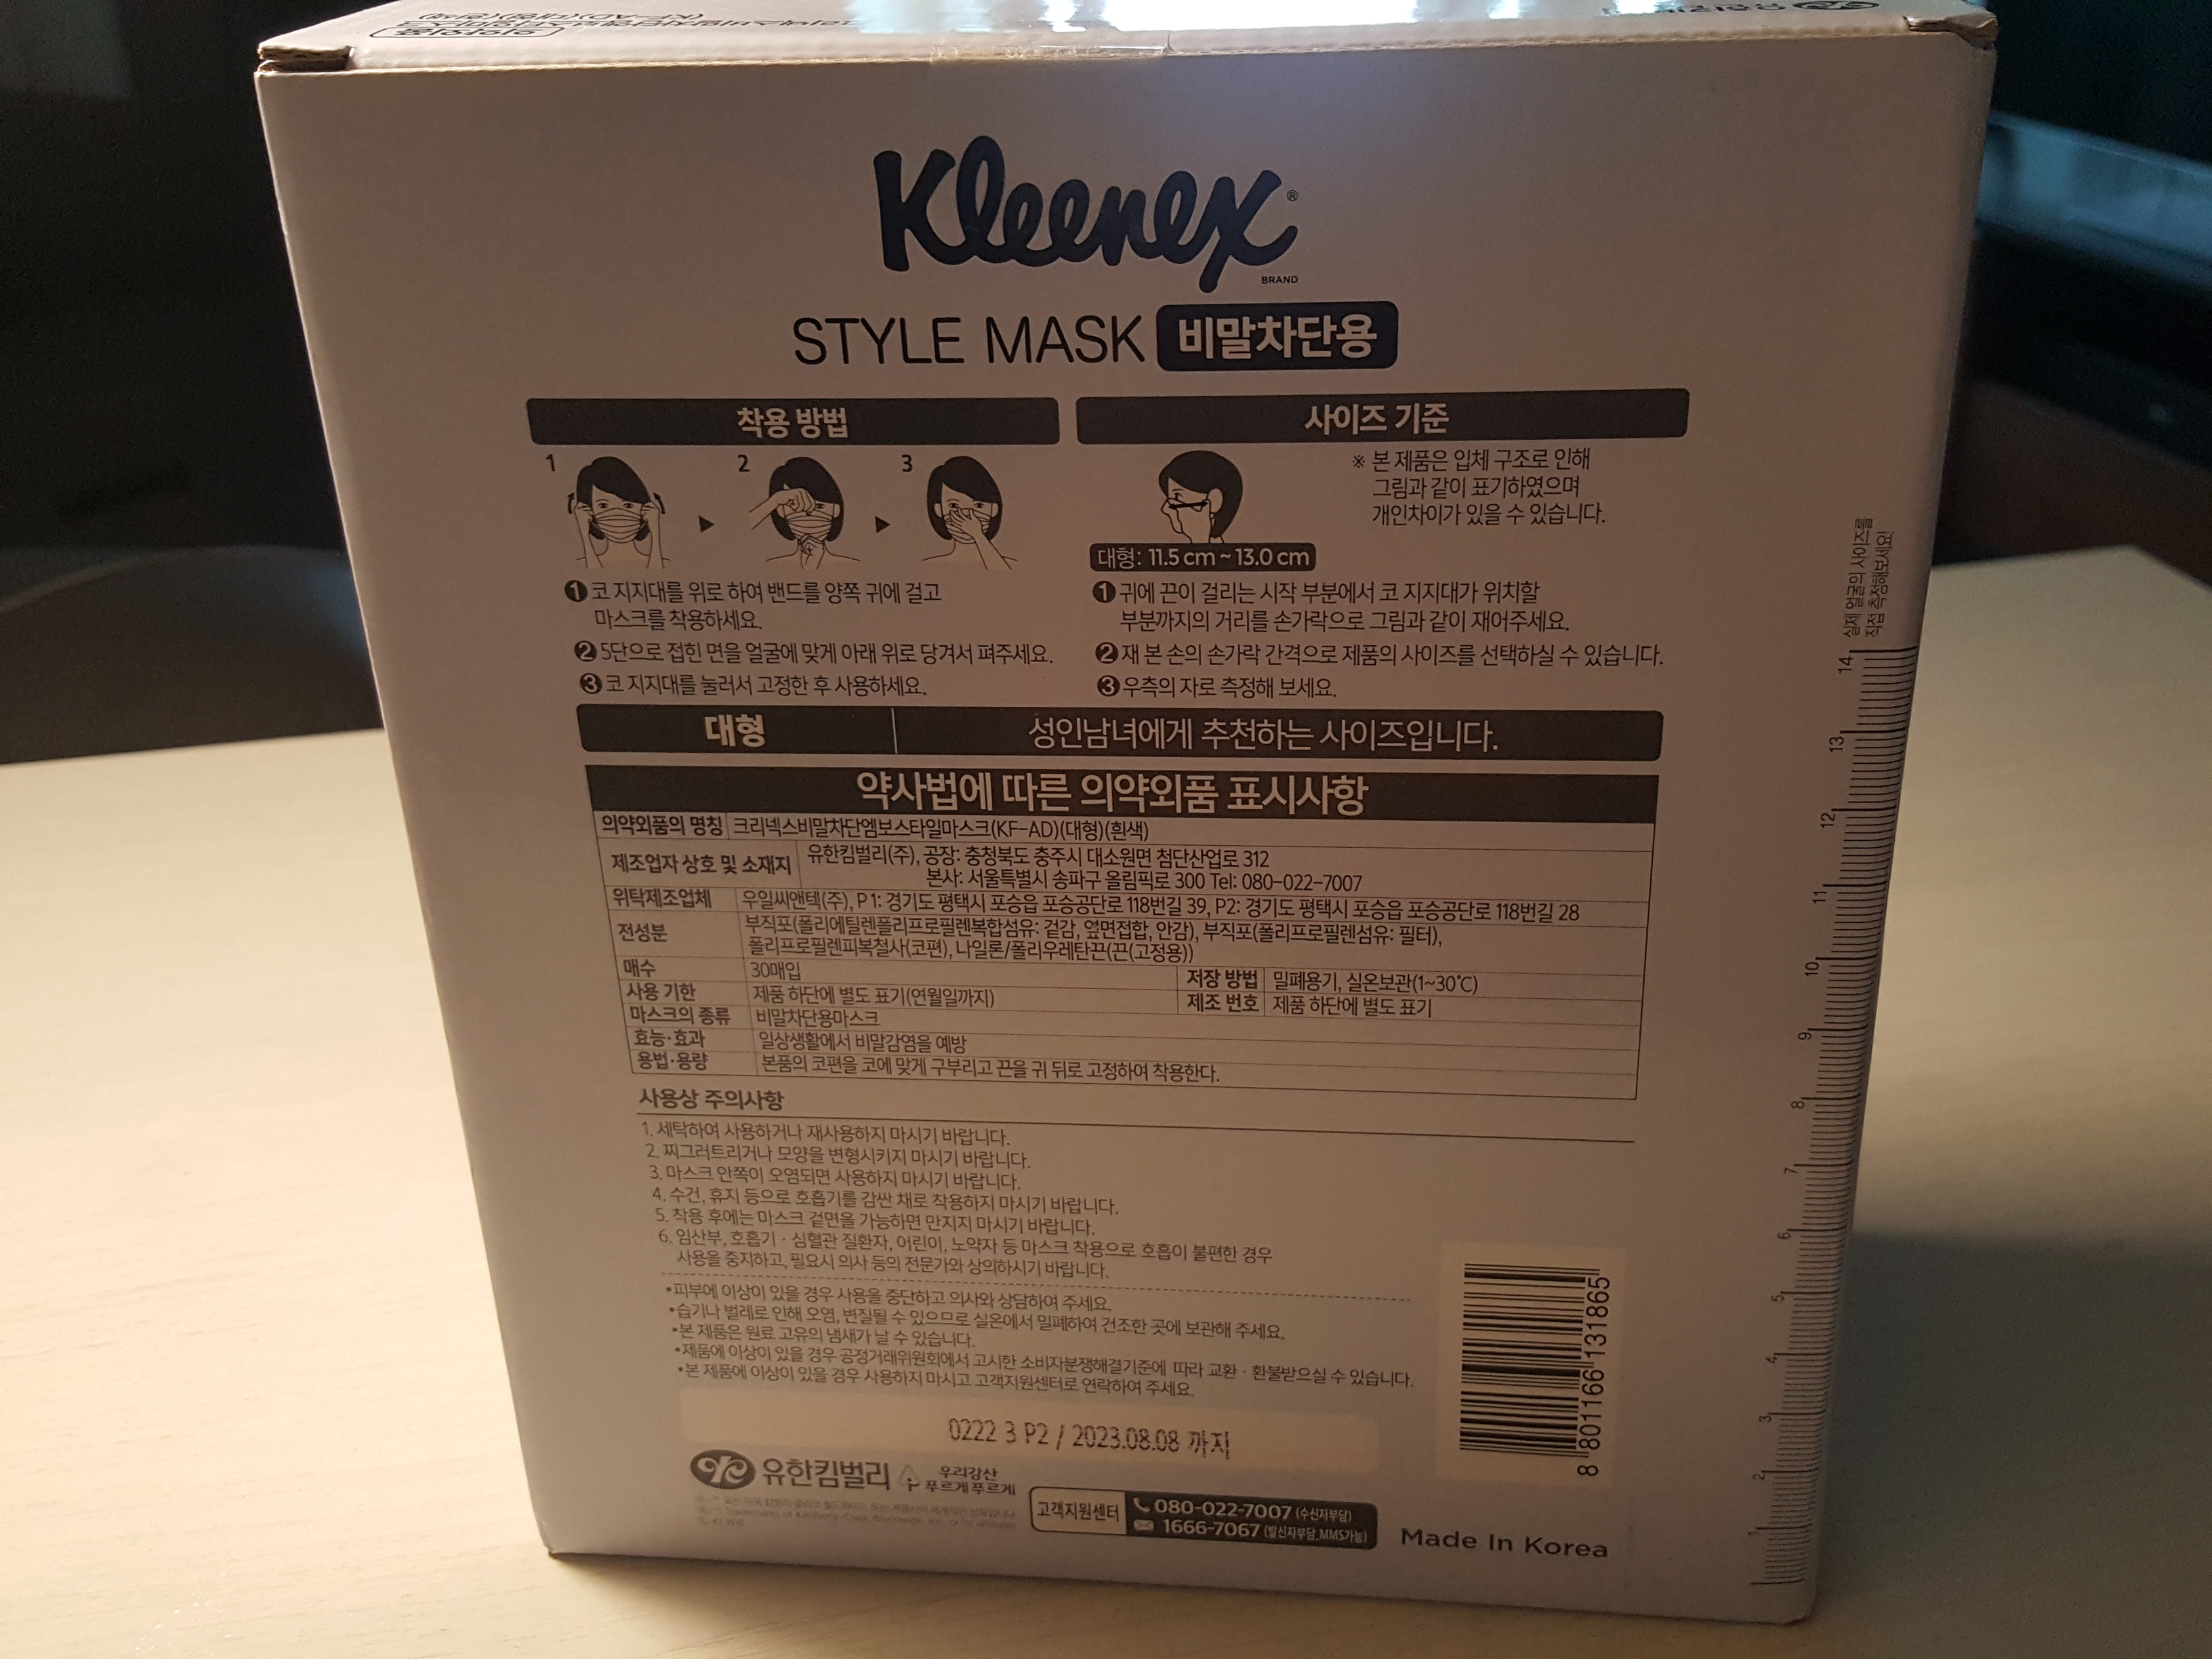 Kleenex®
BRAND
STYLE MASK 비말차단용
착용 방법
1 2 3
❶ 코 지지대를 위로 하여 밴드를 양쪽 귀에 걸고
마스크를 착용하세요.
❷ 5단으로 접힌 면을 얼굴에 맞게 아래 위로 당겨서 펴주세요.
❸ 코 지지대를 눌러서 고정한 후 사용하세요.
사이즈 기준
※ 본 제품은 입체 구조로 인해
그림과 같이 표기하였으며
개인차이가 있을 수 있습니다.
대형: 11.5 cm ~ 13.0 cm
❶ 귀에 끈이 걸리는 시작 부분에서 코 지지대가 위치할
부분까지의 거리를 손가락으로 그림과 같이 재어주세요.
❷ 재 본 손의 손가락 간격으로 제품의 사이즈를 선택하실 수 있습니다.
❸ 우측의 자로 측정해 보세요.
대형 성인남녀에게 추천하는 사이즈입니다.
약사법에 따른 의약외품 표시사항
의약외품의 명칭 크리넥스비말차단엠보스타일마스크(KF-AD)(대형)(흰색)
제조업자 상호 및 소재지 유한킴벌리(주), 공장: 충청북도 충주시 대소원면 첨단산업로 312
본사: 서울특별시 송파구 올림픽로 300 Tel: 080-022-7007
위탁제조업체 우일씨앤텍(주), P1: 경기도 평택시 포승읍 포승공단로 118번길 39, P2: 경기도 평택시 포승읍 포승공단로 118번길 28
전성분 부직포(폴리에틸렌폴리프로필렌복합섬유: 겉감, 옆면접합, 안감), 부직포(폴리프로필렌섬유: 필터),
폴리프로필렌피복철사(코편), 나일론/폴리우레탄끈(끈(고정용))
매수 30매입 저장 방법 밀폐용기, 실온보관(1~30℃)
사용 기한 제품 하단에 별도 표기(연월일까지) 제조 번호 제품 하단에 별도 표기
마스크의 종류 비말차단용마스크
효능·효과 일상생활에서 비말감염을 예방
용법·용량 본품의 코편을 코에 맞게 구부리고 끈을 귀 뒤로 고정하여 착용한다.
사용상 주의사항
1. 세탁하여 사용하거나 재사용하지 마시기 바랍니다.
2. 찌그러트리거나 모양을 변형시키지 마시기 바랍니다.
3. 마스크 안쪽이 오염되면 사용하지 마시기 바랍니다.
4. 수건, 휴지 등으로 호흡기를 감싼 채로 착용하지 마시기 바랍니다.
5. 착용 후에는 마스크 겉면을 가능하면 만지지 마시기 바랍니다.
6. 임산부, 호흡기·심혈관 질환자, 어린이, 노약자 등 마스크 착용으로 호흡이 불편한 경우
사용을 중지하고, 필요시 의사 등의 전문가와 상의하시기 바랍니다.
•피부에 이상이 있을 경우 사용을 중단하고 의사와 상담하여 주세요.
•습기나 벌레로 인해 오염, 변질될 수 있으므로 실온에서 밀폐하여 건조한 곳에 보관해 주세요.
•본 제품은 원료 고유의 냄새가 날 수 있습니다.
•제품에 이상이 있을 경우 공정거래위원회에서 고시한 소비자분쟁해결기준에 따라 교환·환불받으실 수 있습니다.
•본 제품에 이상이 있을 경우 사용하지 마시고 고객지원센터로 연락하여 주세요.
0222 3 P2 / 2023.08.08 까지
유한킴벌리 우리강산
푸르게푸르게
고객지원센터 080-022-7007 (수신자부담)
1666-7067 (발신자부담,MMS가능)
Made In Korea
8 801166 131865
실제 얼굴의 사이즈를
직접 측정해보세요!
14
13
12
11
10
9
8
7
6
5
4
3
2
1